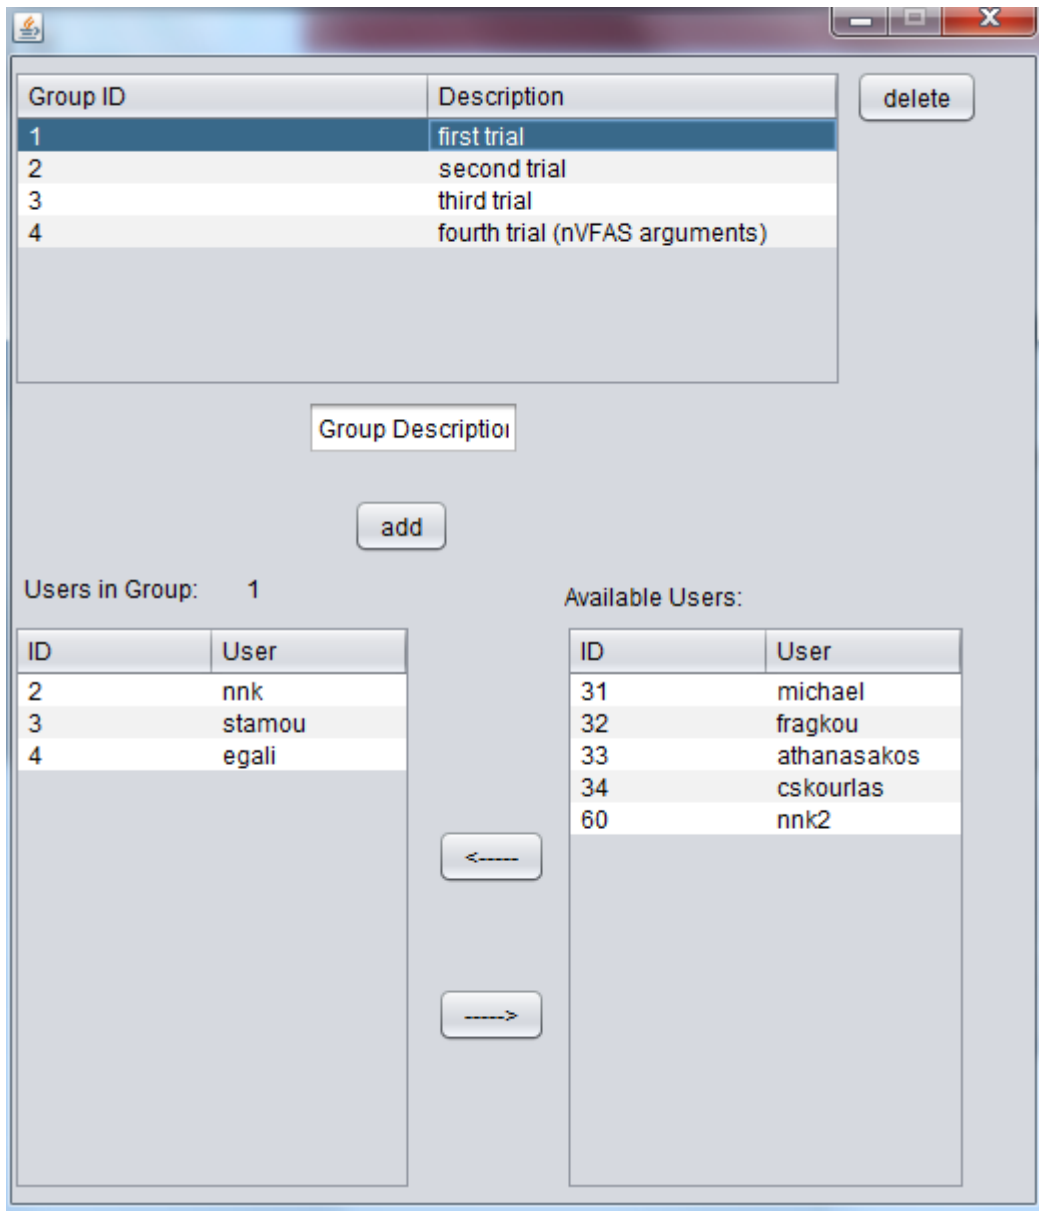 Group ID Description delete
1 first trial
2 second trial
3 third trial
4 fourth trial (nVFAS arguments)
Group Description
add
Users in Group: 1
ID User
2 nnk
3 stamou
4 egali
<-----
----->
Available Users:
ID User
31 michael
32 fragkou
33 athanasakos
34 cskourlas
60 nnk2